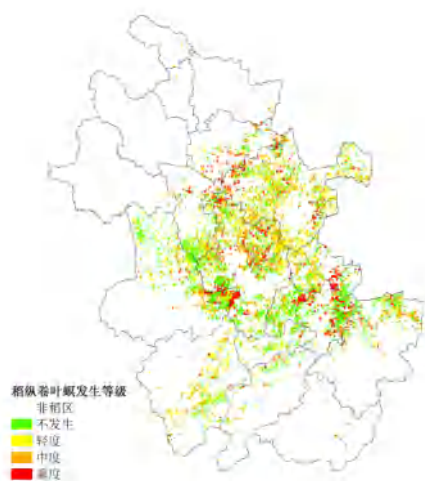 稻纵卷叶螟发生等级
非稻区
不发生
轻度
中度
重度